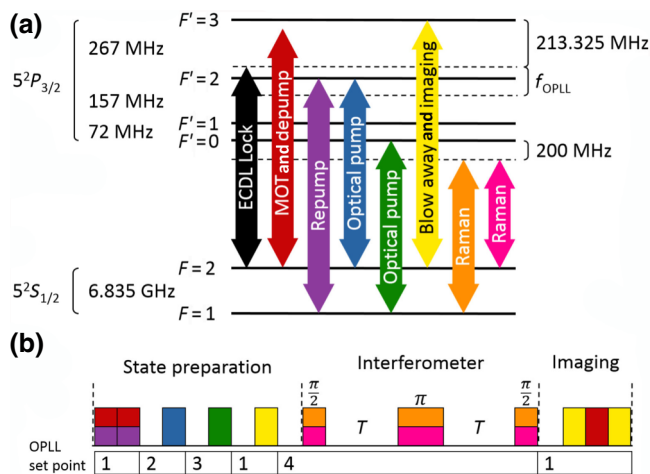 (a)
F' = 3
267 MHz
213.325 MHz
5²P₃/₂
F' = 2
fOPLL
157 MHz
F' = 1
72 MHz
F' = 0
200 MHz
ECDL Lock
MOT and depump
Repump
Optical pump
Optical pump
Blow away and imaging
Raman
Raman
F = 2
5²S₁/₂
6.835 GHz
F = 1
(b)
State preparation
Interferometer
Imaging
π/2
π
π/2
T
T
OPLL
set point
1 2 3 1 4 1